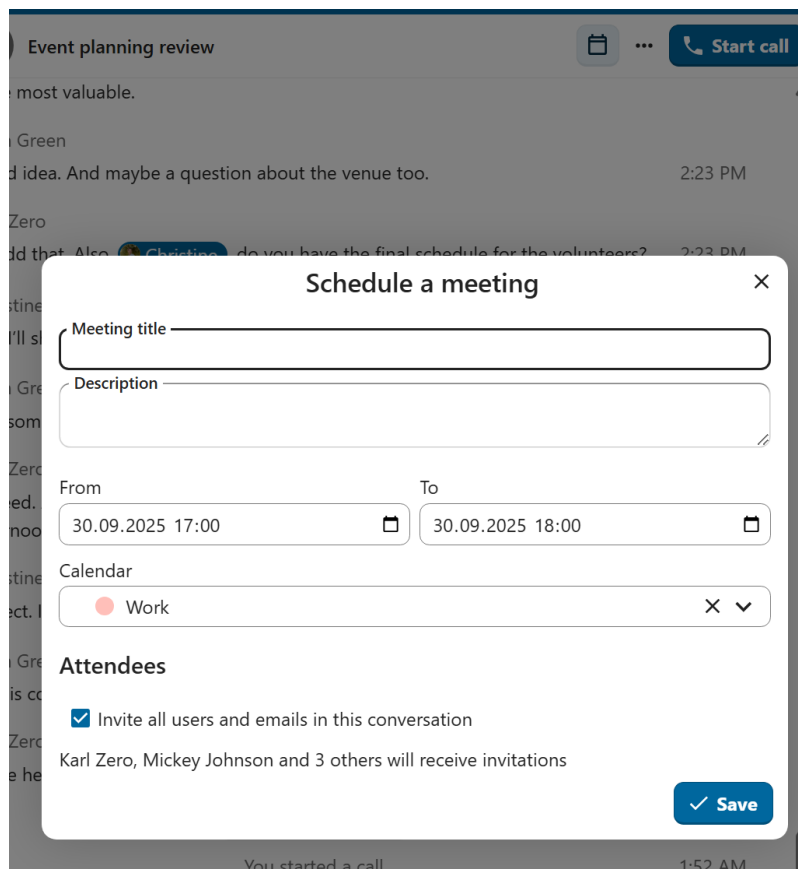 Event planning review
Start call
most valuable.
Green
idea. And maybe a question about the venue too. 2:23 PM
Zero
that. Also Christine do you have the final schedule for the volunteers? 2:23 PM
Schedule a meeting
Meeting title
Description
From To
30.09.2025 17:00 30.09.2025 18:00
Calendar
Work
Attendees
Invite all users and emails in this conversation
Karl Zero, Mickey Johnson and 3 others will receive invitations
Save
You started a call 1:52 AM